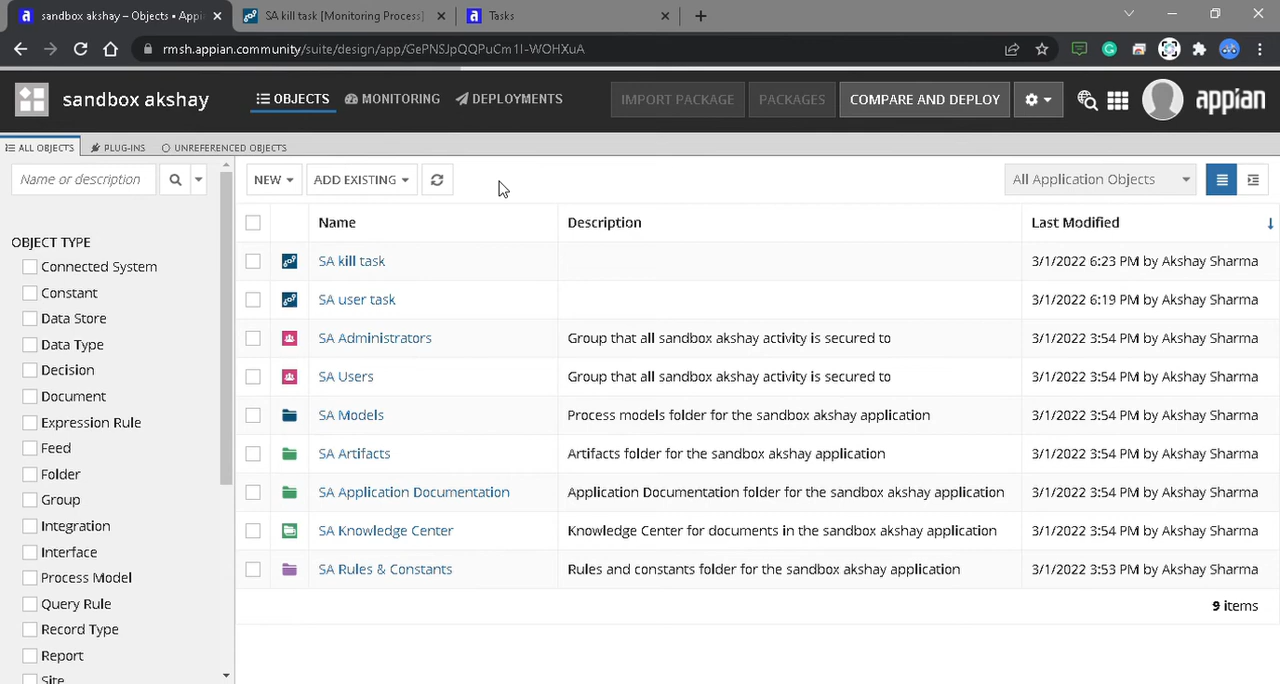 sandbox akshay – Objects • Appi
SA kill task [Monitoring Process]
Tasks
rmsh.appian.community/suite/design/app/GePNSJpQQPuCm1I-WOHXuA
sandbox akshay
OBJECTS
MONITORING
DEPLOYMENTS
IMPORT PACKAGE
PACKAGES
COMPARE AND DEPLOY
appian
ALL OBJECTS
PLUG-INS
UNREFERENCED OBJECTS
Name or description
NEW
ADD EXISTING
All Application Objects
OBJECT TYPE
Connected System
Constant
Data Store
Data Type
Decision
Document
Expression Rule
Feed
Folder
Group
Integration
Interface
Process Model
Query Rule
Record Type
Report
Site
Name Description Last Modified
SA kill task 3/1/2022 6:23 PM by Akshay Sharma
SA user task 3/1/2022 6:19 PM by Akshay Sharma
SA Administrators Group that all sandbox akshay activity is secured to 3/1/2022 3:54 PM by Akshay Sharma
SA Users Group that all sandbox akshay activity is secured to 3/1/2022 3:54 PM by Akshay Sharma
SA Models Process models folder for the sandbox akshay application 3/1/2022 3:54 PM by Akshay Sharma
SA Artifacts Artifacts folder for the sandbox akshay application 3/1/2022 3:54 PM by Akshay Sharma
SA Application Documentation Application Documentation folder for the sandbox akshay application 3/1/2022 3:54 PM by Akshay Sharma
SA Knowledge Center Knowledge Center for documents in the sandbox akshay application 3/1/2022 3:54 PM by Akshay Sharma
SA Rules & Constants Rules and constants folder for the sandbox akshay application 3/1/2022 3:53 PM by Akshay Sharma
9 items